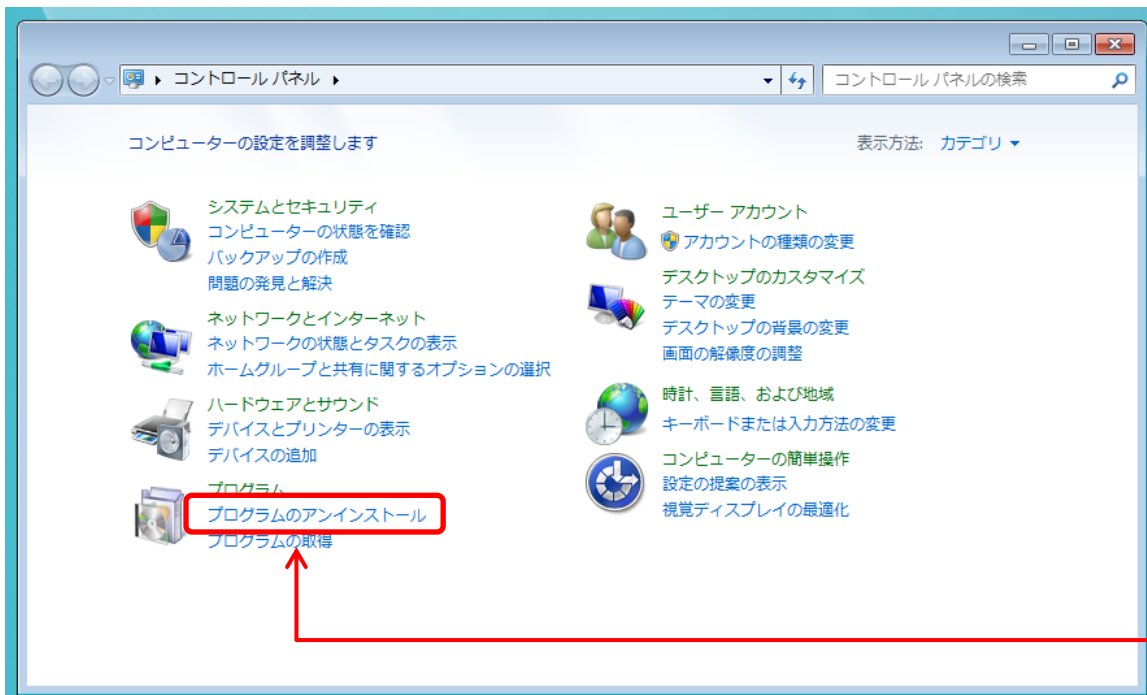 コントロール パネル
コントロール パネルの検索
コンピューターの設定を調整します
表示方法: カテゴリ
システムとセキュリティ
コンピューターの状態を確認
バックアップの作成
問題の発見と解決
ネットワークとインターネット
ネットワークの状態とタスクの表示
ホームグループと共有に関するオプションの選択
ハードウェアとサウンド
デバイスとプリンターの表示
デバイスの追加
プログラム
プログラムのアンインストール
プログラムの取得
ユーザー アカウント
アカウントの種類の変更
デスクトップのカスタマイズ
テーマの変更
デスクトップの背景の変更
画面の解像度の調整
時計、言語、および地域
キーボードまたは入力方法の変更
コンピューターの簡単操作
設定の提案の表示
視覚ディスプレイの最適化